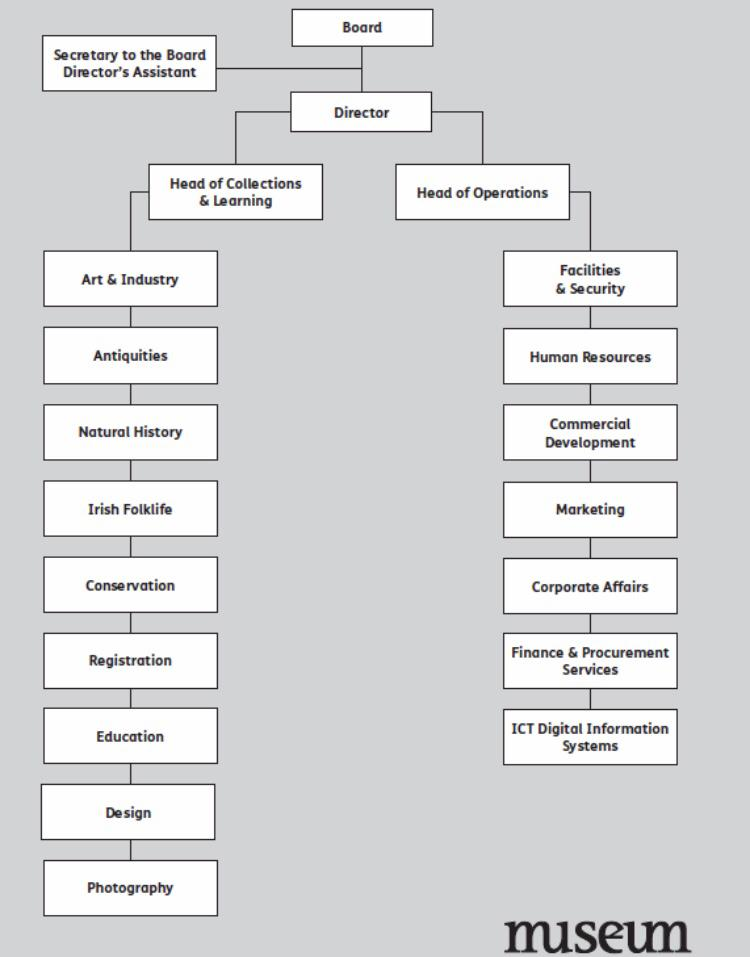 Board
Secretary to the Board
Director's Assistant
Director
Head of Collections
& Learning
Head of Operations
Art & Industry
Antiquities
Natural History
Irish Folklife
Conservation
Registration
Education
Design
Photography
Facilities
& Security
Human Resources
Commercial
Development
Marketing
Corporate Affairs
Finance & Procurement
Services
ICT Digital Information
Systems
museum